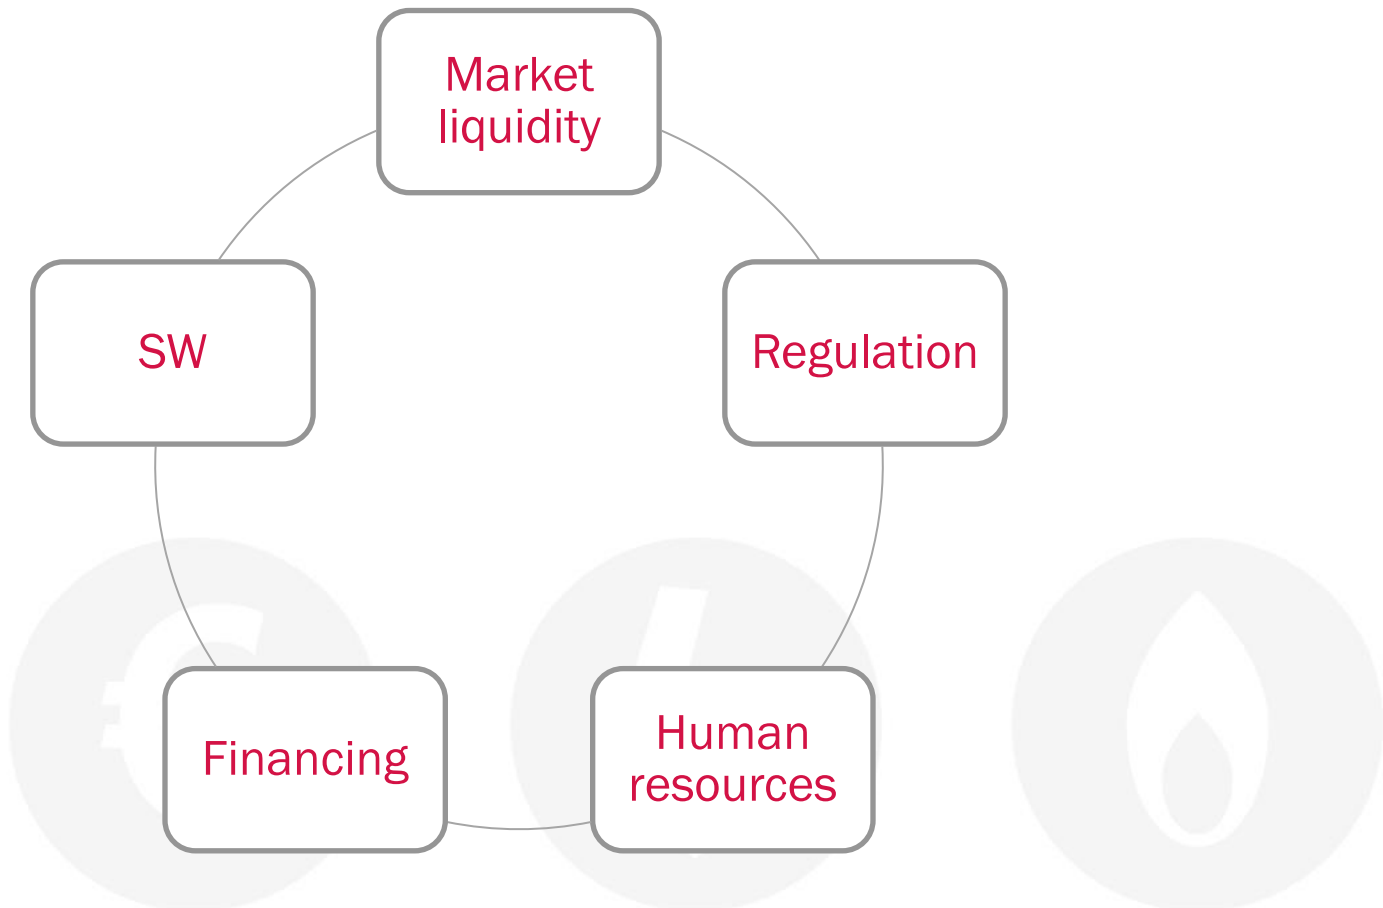 Market
liquidity
SW
Regulation
Financing
Human
resources